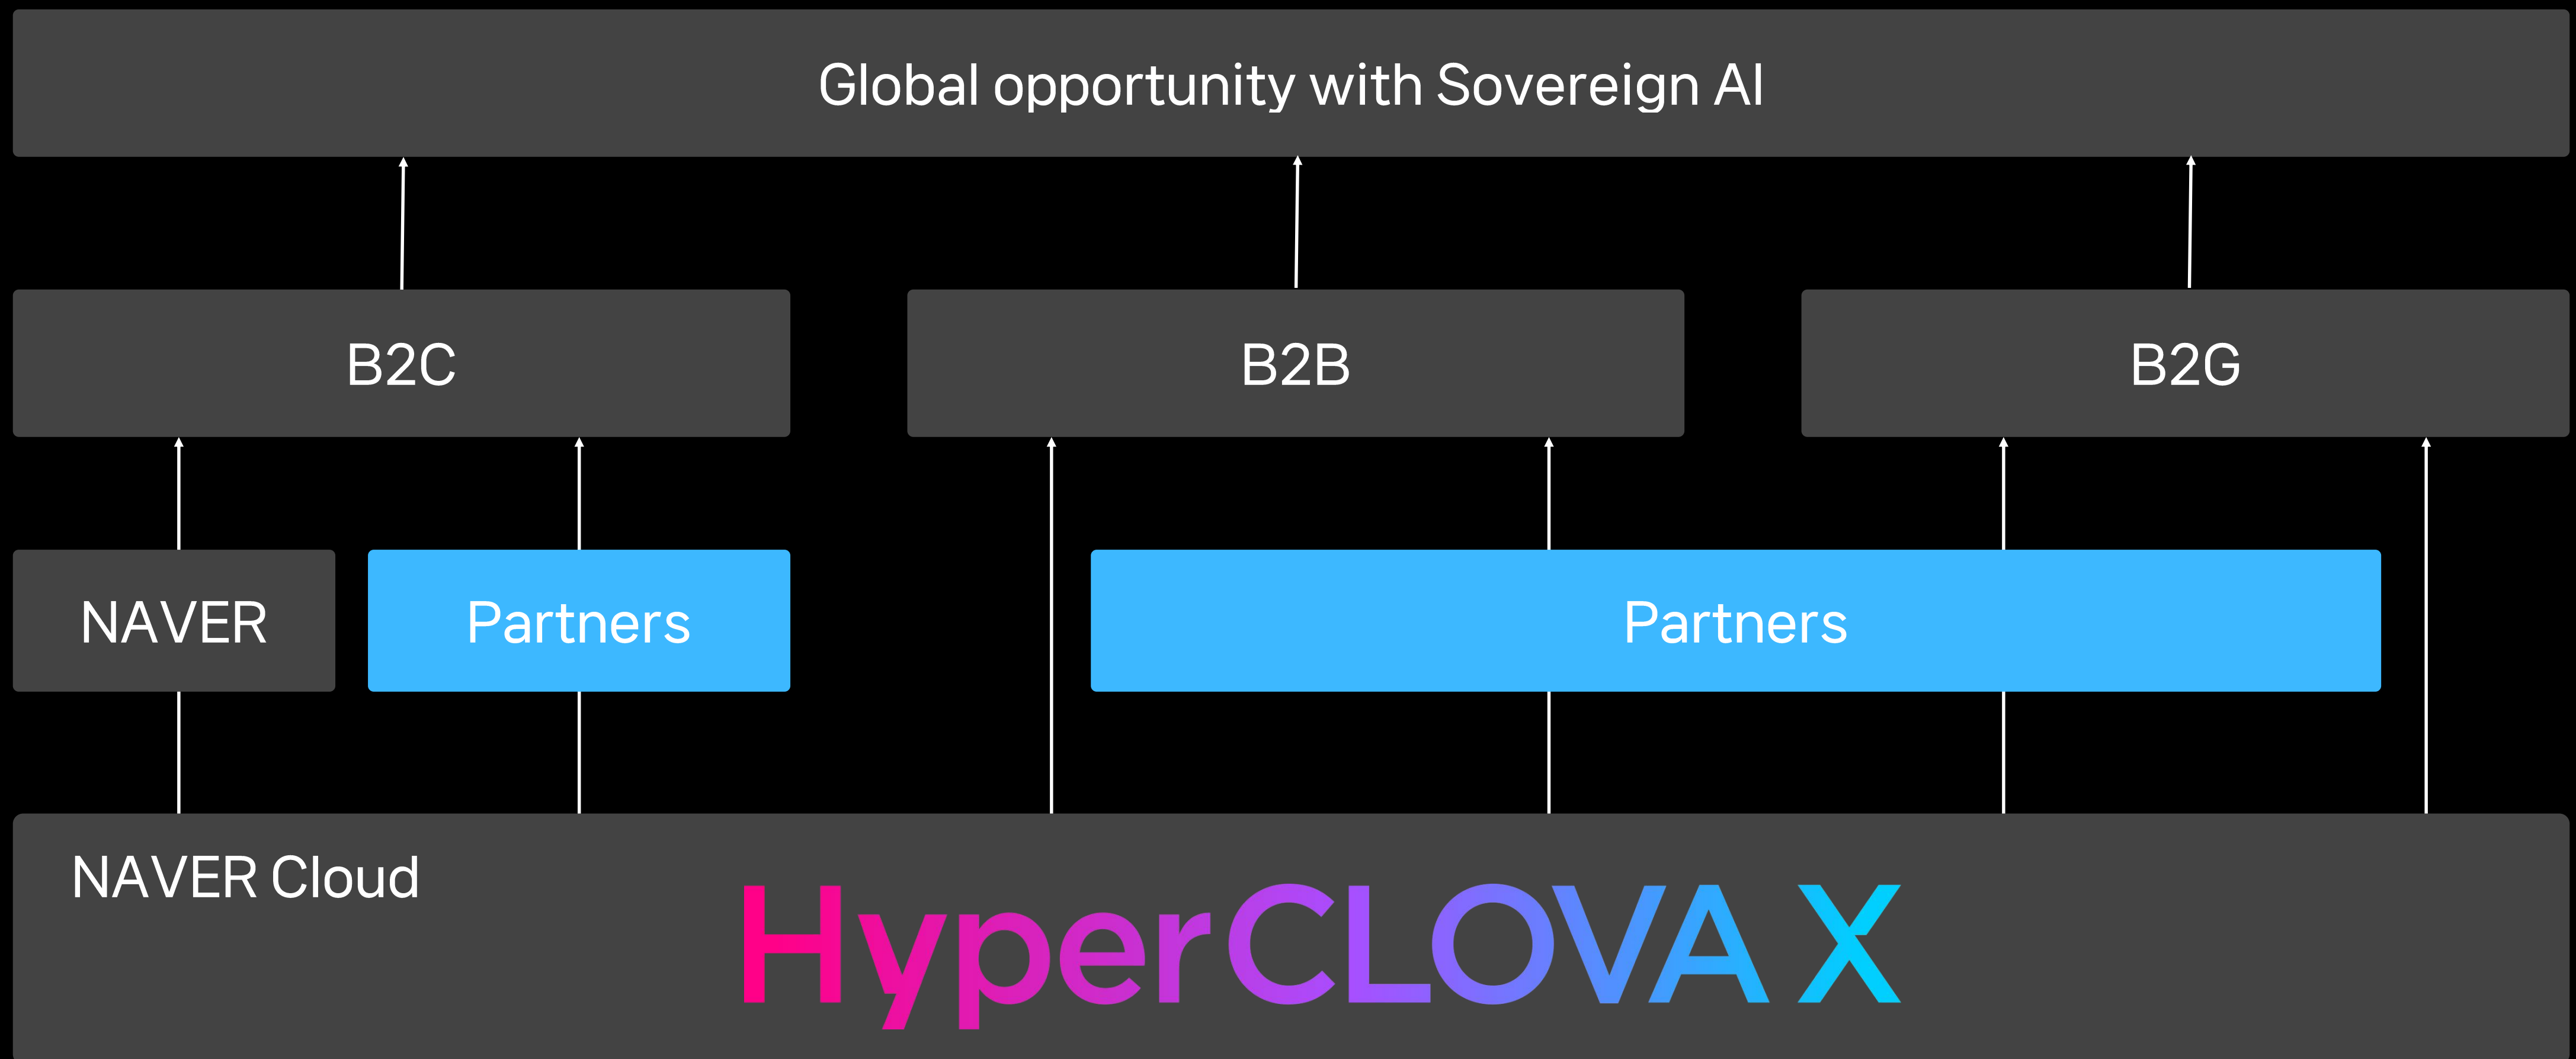 Global opportunity with Sovereign AI
B2C
B2B
B2G
NAVER
Partners
Partners
NAVER Cloud
HyperCLOVA X